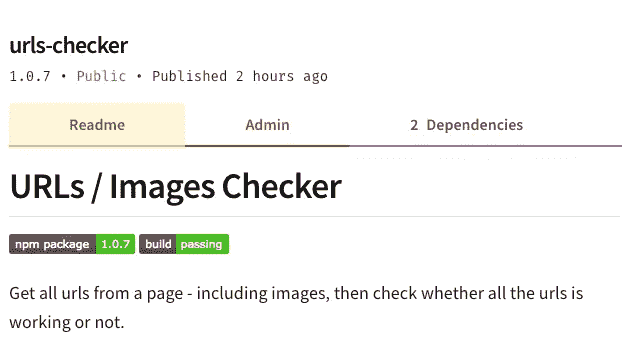 urls-checker
1.0.7 • Public • Published 2 hours ago
Readme Admin 2 Dependencies
URLs / Images Checker
npm package 1.0.7 build passing
Get all urls from a page - including images, then check whether all the urls is
working or not.